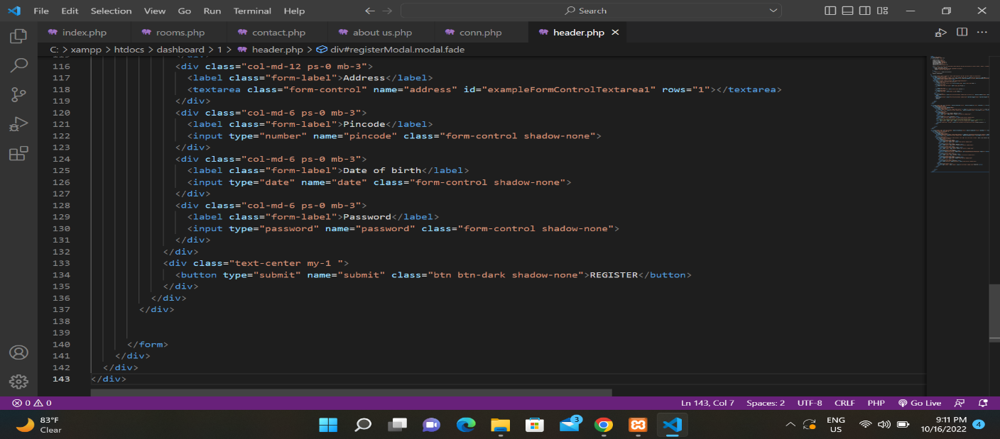 File Edit Selection View Go Run Terminal Help Search
index.php rooms.php contact.php about us.php conn.php header.php
C: > xampp > htdocs > dashboard > 1 > header.php > div#registerModal.modal.fade
116 <div class="col-md-12 ps-0 mb-3">
117 <label class="form-label">Address</label>
118 <textarea class="form-control" name="address" id="exampleFormControlTextarea1" rows="1"></textarea>
119 </div>
120 <div class="col-md-6 ps-0 mb-3">
121 <label class="form-label">Pincode</label>
122 <input type="number" name="pincode" class="form-control shadow-none">
123 </div>
124 <div class="col-md-6 ps-0 mb-3">
125 <label class="form-label">Date of birth</label>
126 <input type="date" name="date" class="form-control shadow-none">
127 </div>
128 <div class="col-md-6 ps-0 mb-3">
129 <label class="form-label">Password</label>
130 <input type="password" name="password" class="form-control shadow-none">
131 </div>
132 </div>
133 <div class="text-center my-1 ">
134 <button type="submit" name="submit" class="btn btn-dark shadow-none">REGISTER</button>
135 </div>
136 </div>
137 </div>
138
139
140 </form>
141 </div>
142 </div>
143 </div>
0 0 Ln 143, Col 7 Spaces: 2 UTF-8 CRLF PHP Go Live
83°F
Clear
3
ENG
US
9:11 PM
10/16/2022
4